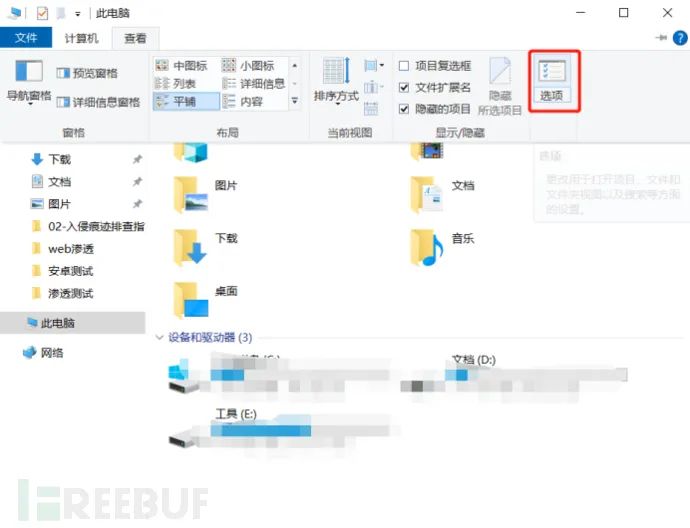 此电脑
文件 计算机 查看
导航窗格
预览窗格
详细信息窗格
窗格
中图标 小图标
列表 详细信息
平铺 内容
布局
排序方式
当前视图
项目复选框
文件扩展名
隐藏的项目
隐藏
所选项目
显示/隐藏
选项
选项
更改用于打开项目、文件和
文件夹视图以及搜索等方面
的设置。
下载
文档
图片
02-入侵痕迹排查指
web渗透
安卓测试
渗透测试
此电脑
网络
图片
文档
下载
音乐
桌面
设备和驱动器 (3)
文档 (D:)
工具 (E:)
FREEBUF